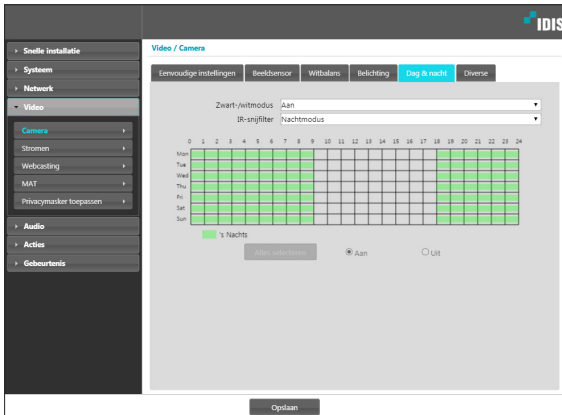 IDIS
Snelle installatie
Systeem
Netwerk
Video
Camera
Stromen
Webcasting
MAT
Privacymasker toepassen
Audio
Acties
Gebeurtenis
Video / Camera
Eenvoudige instellingen Beeldsensor Witbalans Belichting Dag & nacht Diverse
Zwart-/witmodus Aan
IR-snijfilter Nachtmodus
0 1 2 3 4 5 6 7 8 9 10 11 12 13 14 15 16 17 18 19 20 21 22 23 24
Mon
Tue
Wed
Thu
Fri
Sat
Sun
's Nachts
Alles selecteren Aan Uit
Opslaan